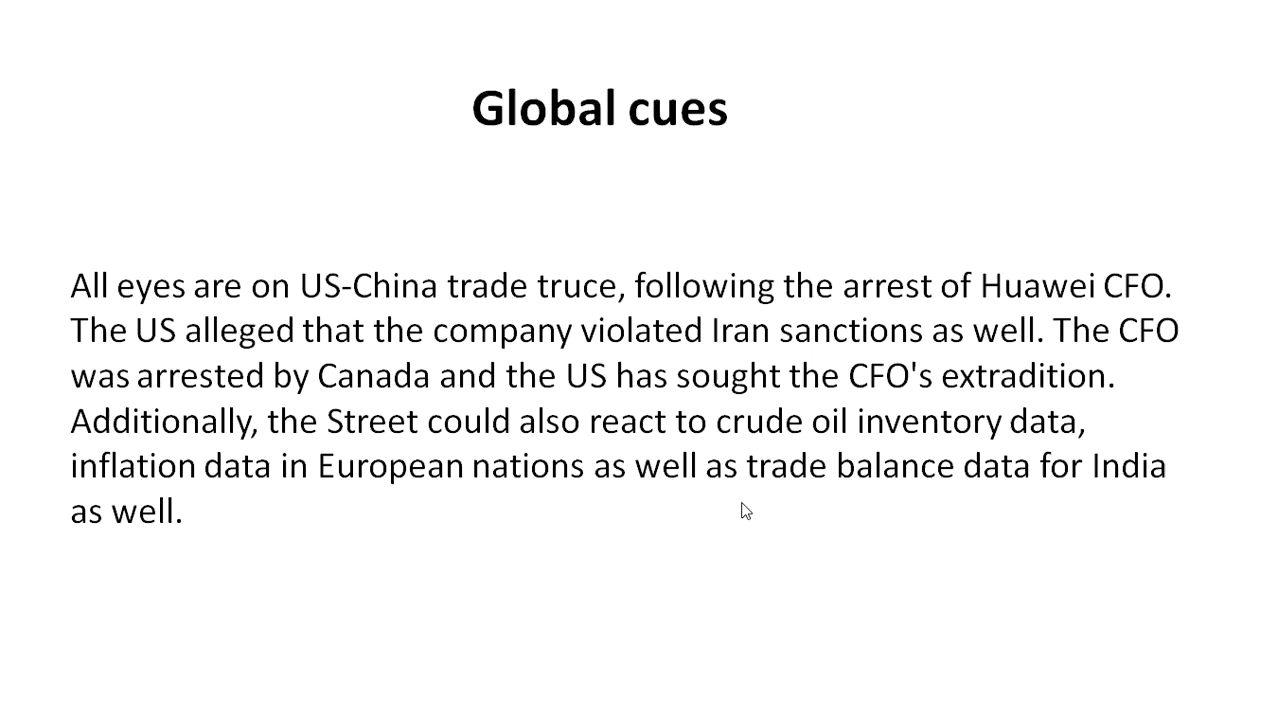 Global cues
All eyes are on US-China trade truce, following the arrest of Huawei CFO.
The US alleged that the company violated Iran sanctions as well. The CFO
was arrested by Canada and the US has sought the CFO's extradition.
Additionally, the Street could also react to crude oil inventory data,
inflation data in European nations as well as trade balance data for India
as well.